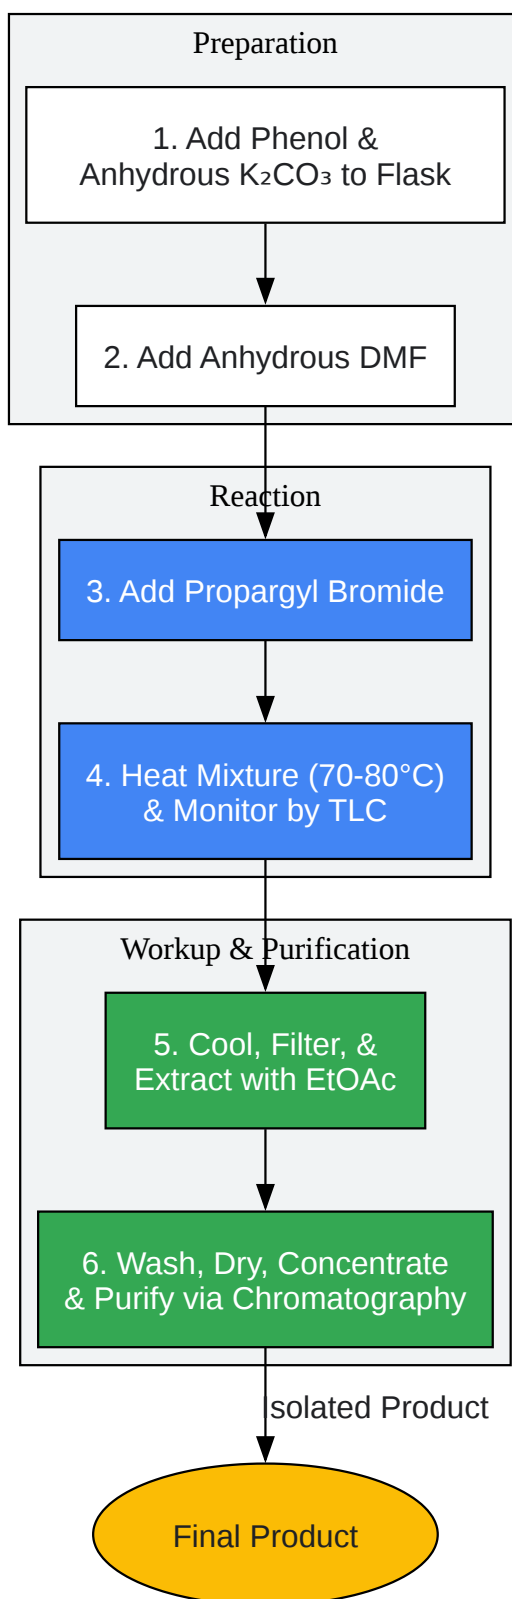 Preparation
1. Add Phenol &
Anhydrous K₂CO₃ to Flask
2. Add Anhydrous DMF
Reaction
3. Add Propargyl Bromide
4. Heat Mixture (70-80°C)
& Monitor by TLC
Workup & Purification
5. Cool, Filter, &
Extract with EtOAc
6. Wash, Dry, Concentrate
& Purify via Chromatography
Isolated Product
Final Product